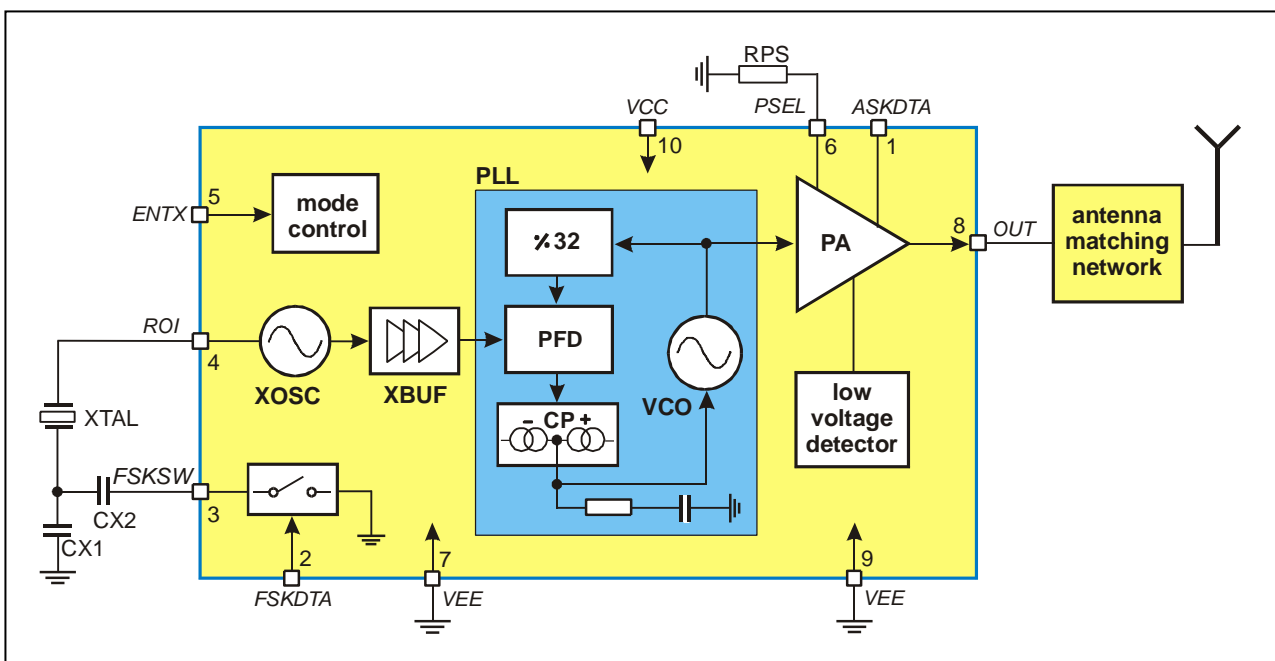 RPS
VCC
PSEL
ASKDTA
10
6
1
PLL
5
ENTX
mode
control
٪32
PA
8
OUT
antenna
matching
network
ROI
4
XOSC
XBUF
PFD
VCO
low
voltage
detector
XTAL
- CP +
FSKSW
3
CX2
CX1
2
7
9
FSKDTA
VEE
VEE